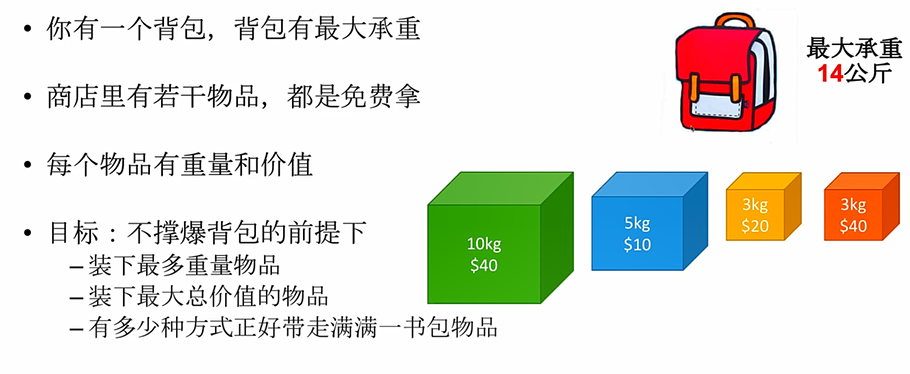 • 你有一个背包，背包有最大承重
最大承重
14公斤
• 商店里有若干物品，都是免费拿
• 每个物品有重量和价值
• 目标：不撑爆背包的前提下
–装下最多重量物品
–装下最大总价值的物品
–有多少种方式正好带走满满一书包物品
10kg
$40
5kg
$10
3kg
$20
3kg
$40